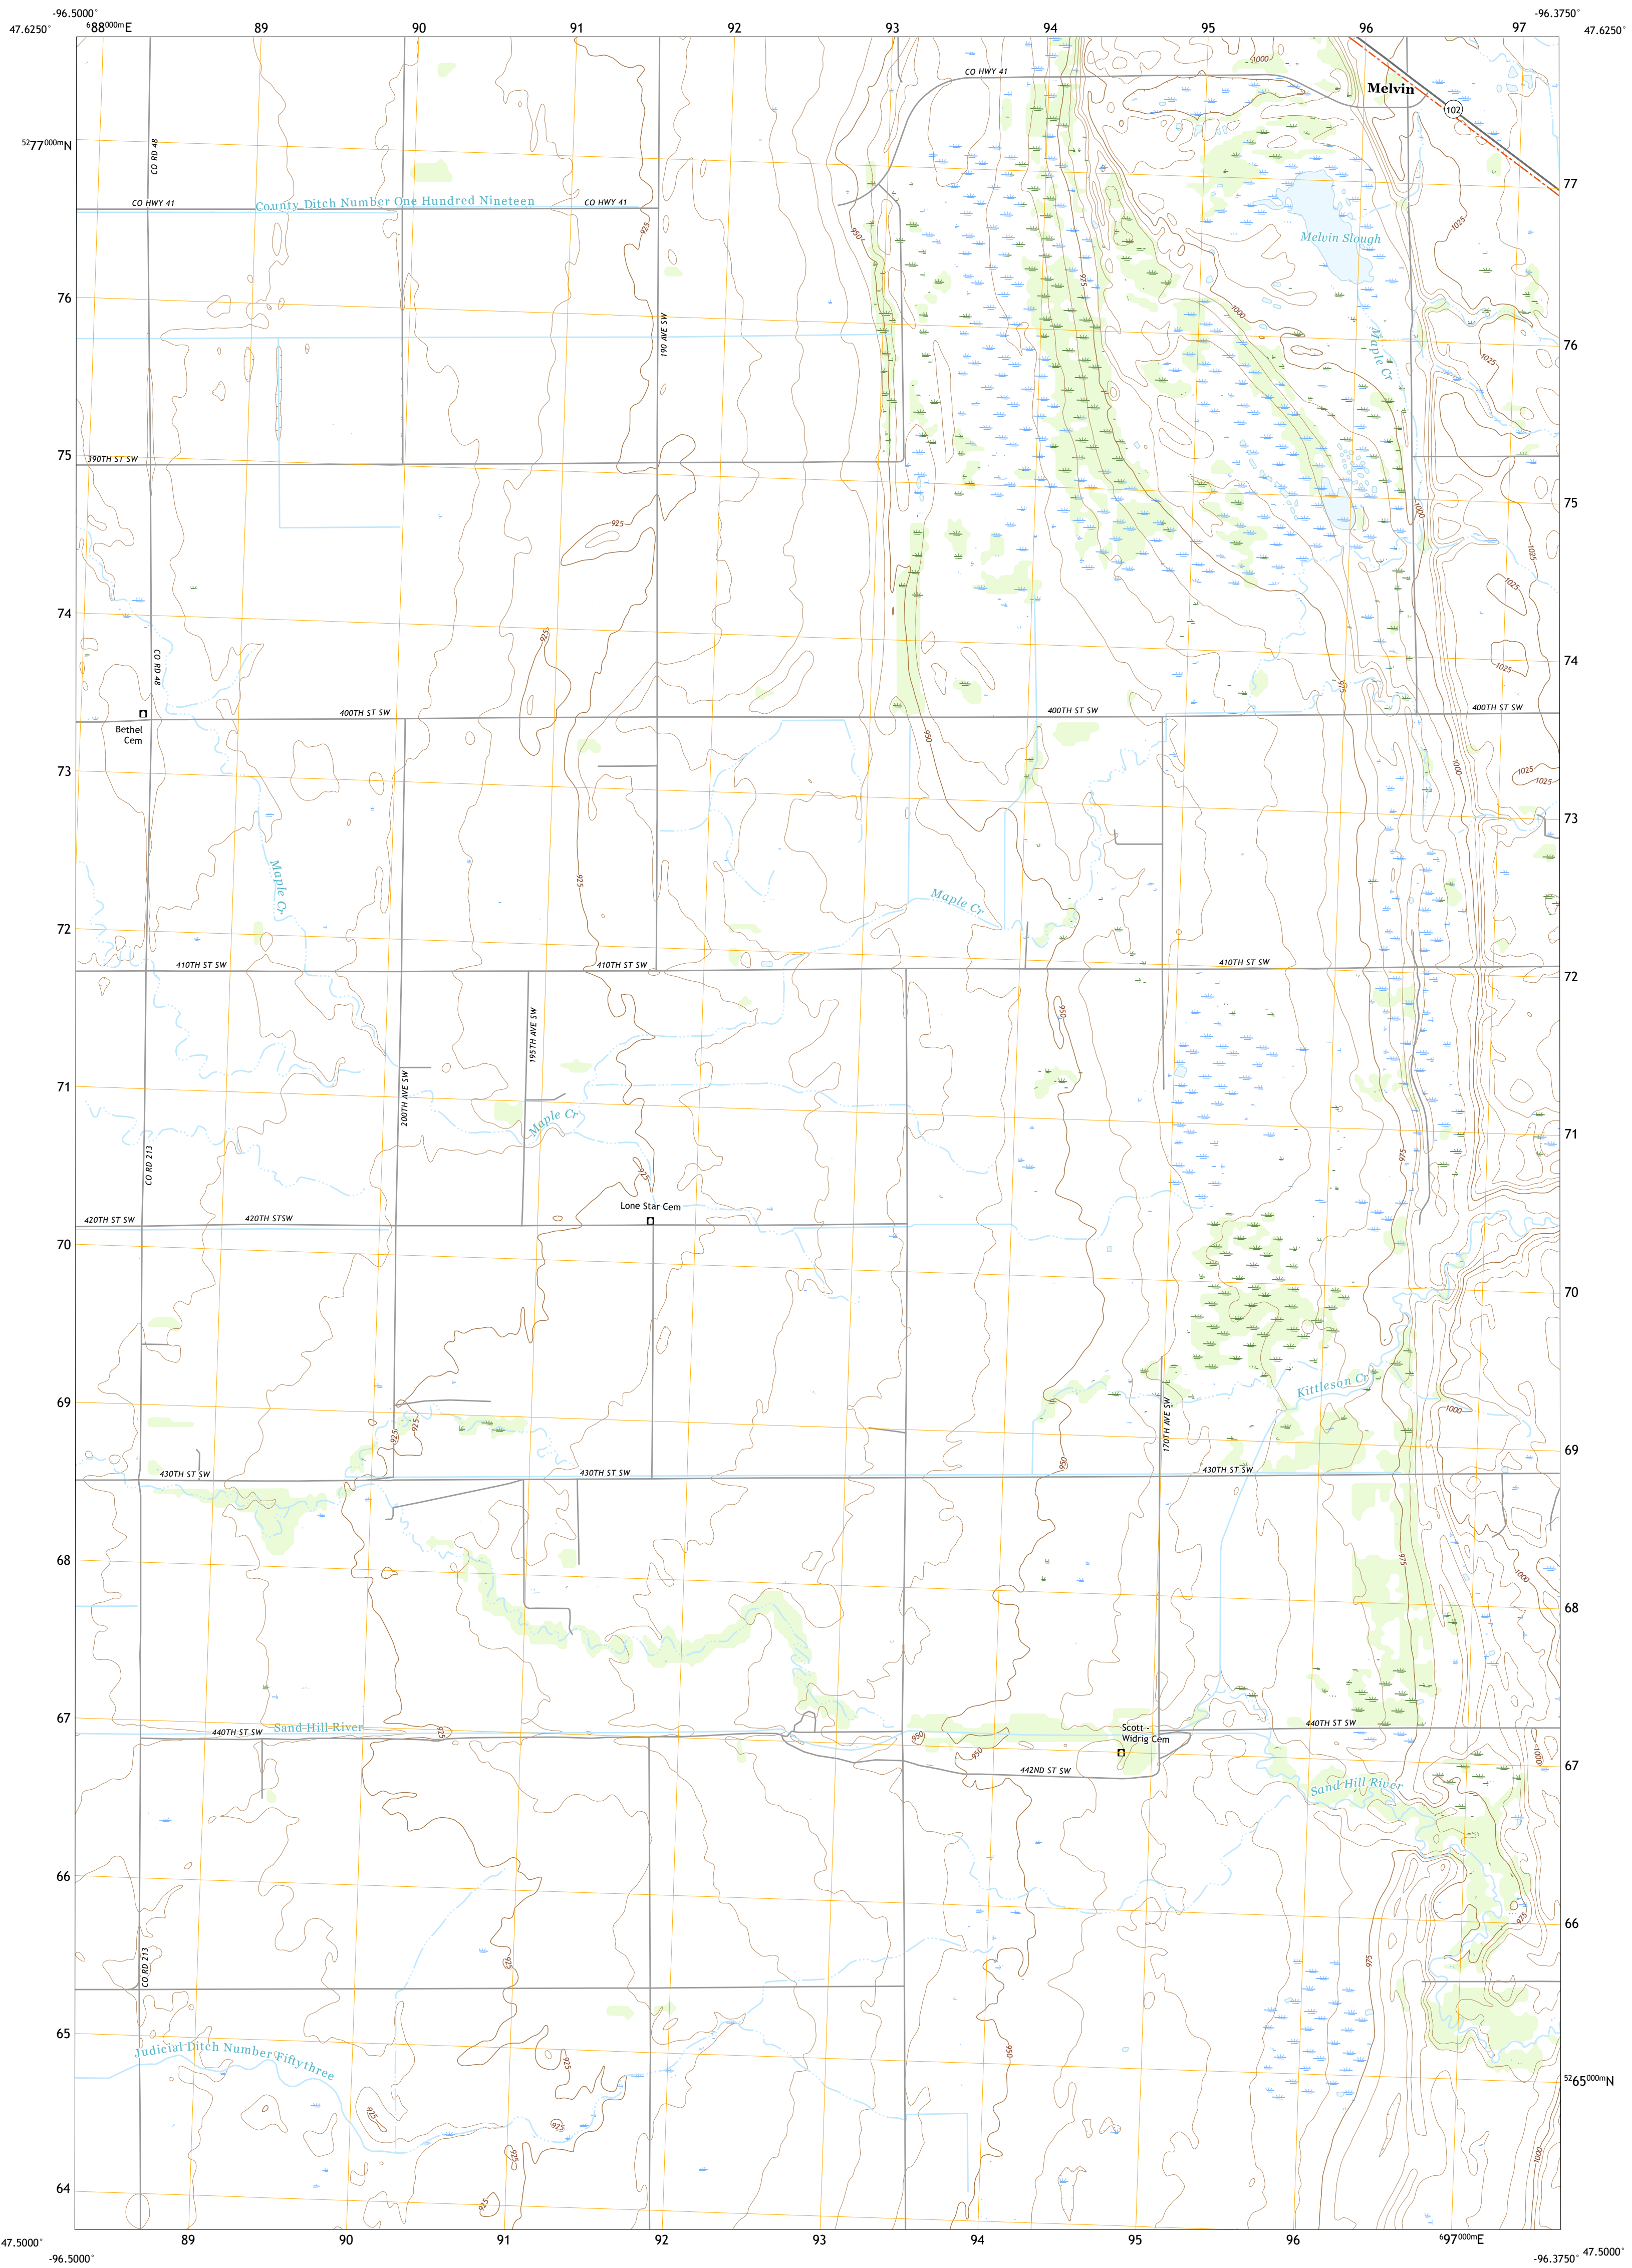 -96.5000°
-96.3750°
47.6250°
688000mE
89
90
91
92
93
94
95
96
97
47.6250°
1000
CO HWY 41
Melvin
102
CO RD 48
5277000mN
77
CO HWY 41
County Ditch Number One Hundred Nineteen
CO HWY 41
925
950
1025
Melvin Slough
975
76
1000
190 AVE SW
Maple Cr
76
1025
75
390TH ST SW
75
1000
925
1025
1025
74
925
CO RD 48
74
1025
975
400TH ST SW
400TH ST SW
400TH ST SW
Bethel
Cem
950
73
1000
1025
1025
73
Maple Cr
925
Maple Cr
72
410TH ST SW
410TH ST SW
410TH ST SW
72
950
195TH AVE SW
71
200TH AVE SW
Maple Cr
71
CO RD 213
925
975
Lone Star Cem
420TH ST SW
420TH STSW
70
70
Kittleson Cr
69
925
925
170TH AVE SW
1000
69
950
430TH ST SW
430TH ST SW
430TH ST SW
68
975
1000
68
67
440TH ST SW
Sand Hill River
925
950
950
Scott -
Widrig Cem
440TH ST SW
1000
67
442ND ST SW
Sand Hill River
66
975
66
CO RD 213
925
975
65
Judicial Ditch Number Fiftythree
925
950
5265000mN
925
925
925
1000
64
925
47.5000°
-96.5000°
89
90
91
92
93
94
95
96
697000mE
47.5000°
-96.3750°